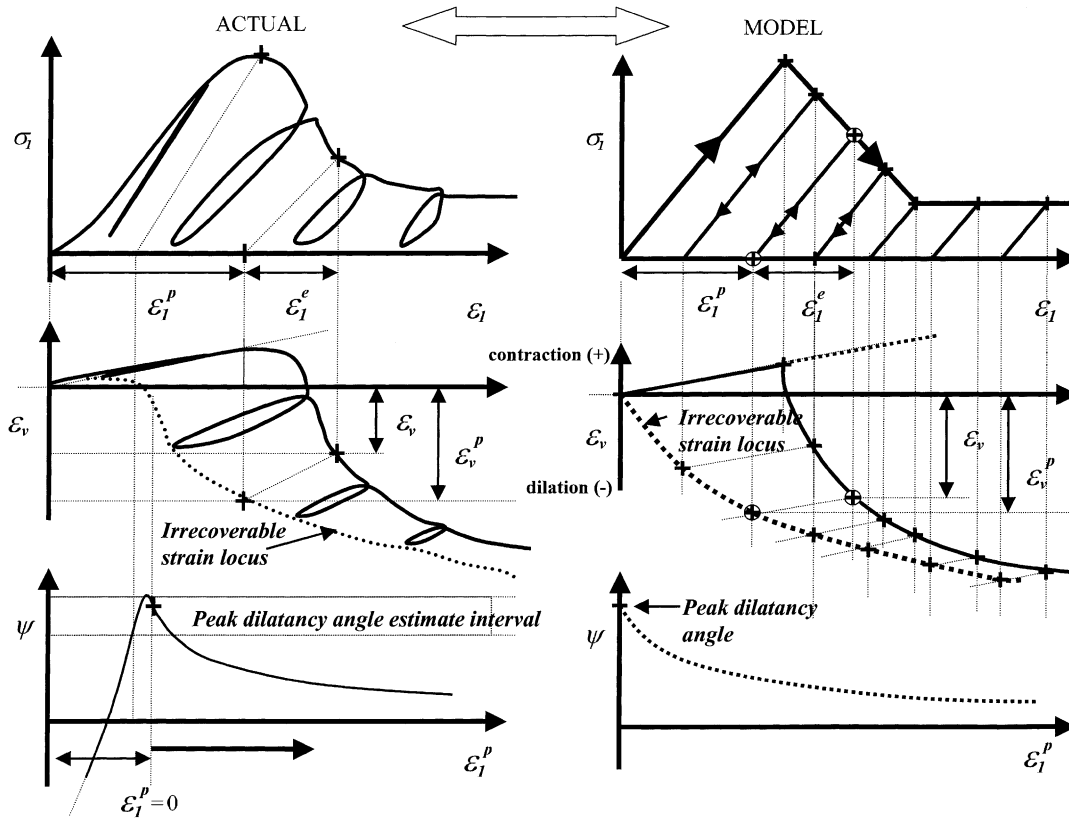 ACTUAL
MODEL
σ₁
σ₁
ε₁ᵖ
ε₁ᵉ
ε₁
ε₁ᵖ
ε₁ᵉ
ε₁
contraction (+)
εᵥ
εᵥ
εᵥᵖ
Irrecoverable
strain locus
εᵥ
εᵥ
εᵥᵖ
dilation (-)
Irrecoverable
strain locus
ψ
Peak dilatancy angle estimate interval
ψ
Peak dilatancy
angle
ε₁ᵖ
ε₁ᵖ
ε₁ᵖ = 0